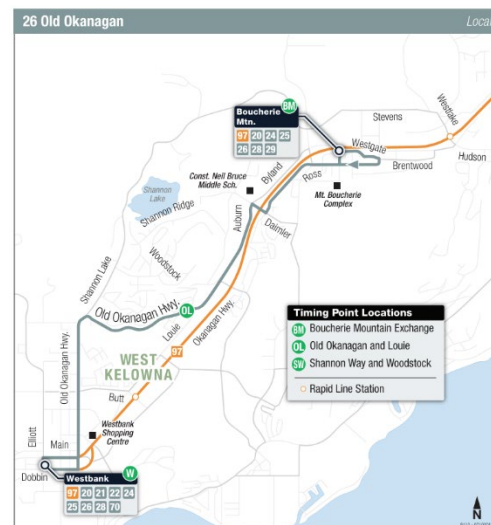 26 Old Okanagan
Local
Stevens
Westlake
Boucherie
Mtn.
BM
97 20 24 25
26 28 29
Westgate
Hudson
Brentwood
Byland
Ross
Const. Neil Bruce
Middle Sch.
Mt. Boucherie
Complex
Shannon
Lake
Shannon Ridge
Auburn
Daimler
Woodstock
Shannon Lake
Old Okanagan Hwy.
OL
Okanagan Hwy.
Louie
97
WEST
KELOWNA
Timing Point Locations
BM Boucherie Mountain Exchange
OL Old Okanagan and Louie
SW Shannon Way and Woodstock
Rapid Line Station
Old Okanagan Hwy.
Butt
Westbank
Shopping
Centre
Elliott
Main
Dobbin
W
Westbank
97 20 21 22 24
25 26 28 70
N